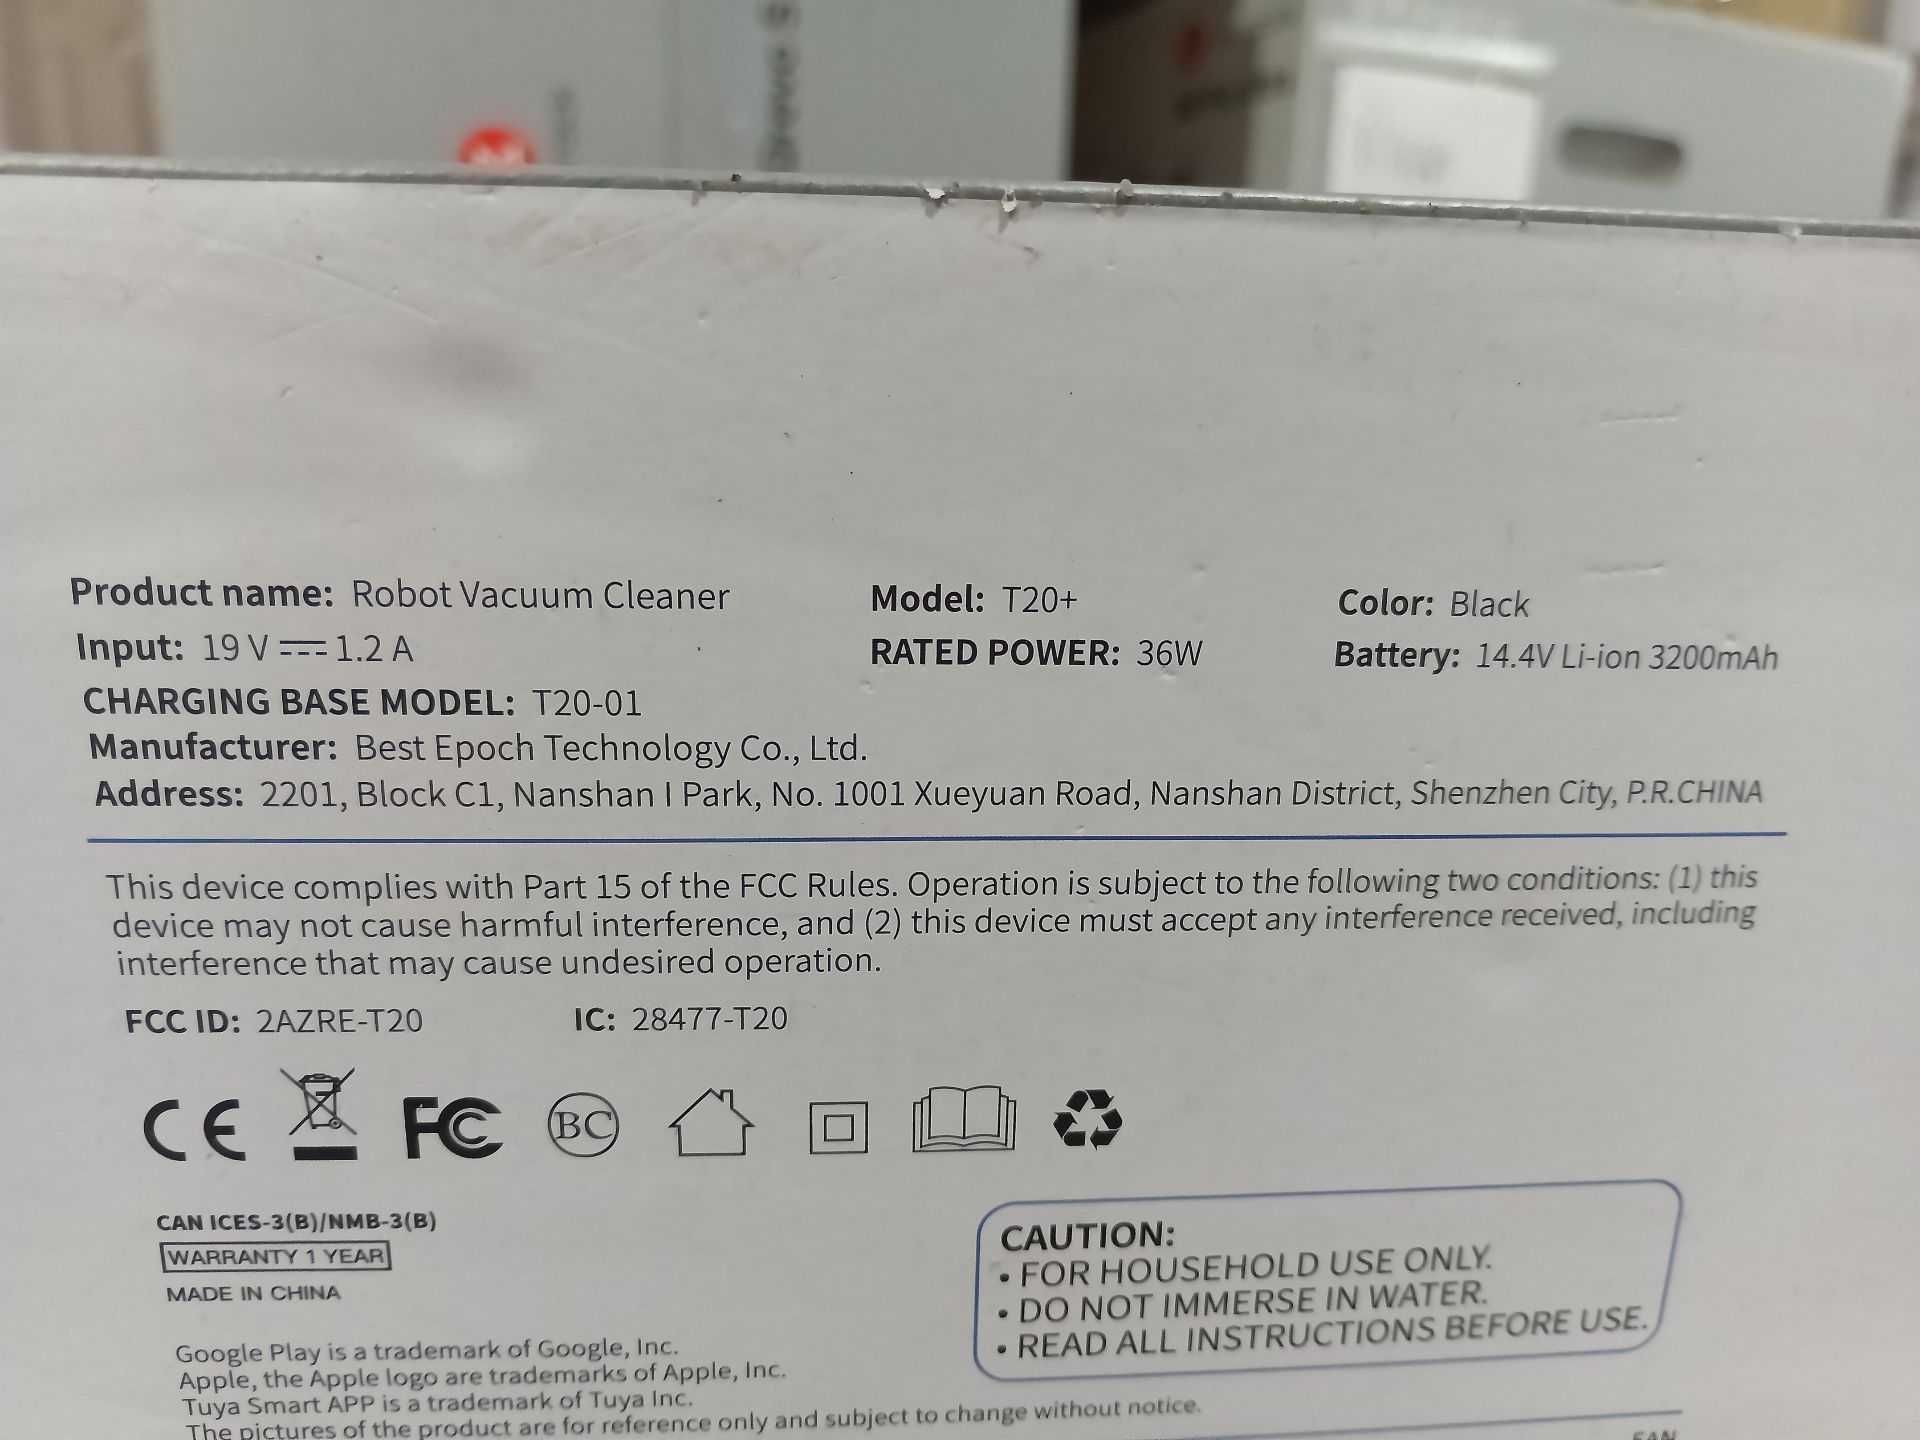 Product name: Robot Vacuum Cleaner Model: T20+ Color: Black
Input: 19 V ⎓ 1.2 A RATED POWER: 36W Battery: 14.4V Li-ion 3200mAh
CHARGING BASE MODEL: T20-01
Manufacturer: Best Epoch Technology Co., Ltd.
Address: 2201, Block C1, Nanshan I Park, No. 1001 Xueyuan Road, Nanshan District, Shenzhen City, P.R.CHINA
This device complies with Part 15 of the FCC Rules. Operation is subject to the following two conditions: (1) this
device may not cause harmful interference, and (2) this device must accept any interference received, including
interference that may cause undesired operation.
FCC ID: 2AZRE-T20 IC: 28477-T20
CE FC BC
CAN ICES-3(B)/NMB-3(B)
WARRANTY 1 YEAR
MADE IN CHINA
CAUTION:
• FOR HOUSEHOLD USE ONLY.
• DO NOT IMMERSE IN WATER.
• READ ALL INSTRUCTIONS BEFORE USE.
Google Play is a trademark of Google, Inc.
Apple, the Apple logo are trademarks of Apple, Inc.
Tuya Smart APP is a trademark of Tuya Inc.
The pictures of the product are for reference only and subject to change without notice.
EAN